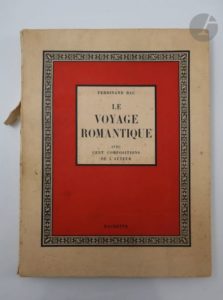 FERDINAND BAC
LE
VOYAGE
ROMANTIQUE
AVEC
CENT COMPOSITIONS
DE L'AUTEUR
HACHETTE